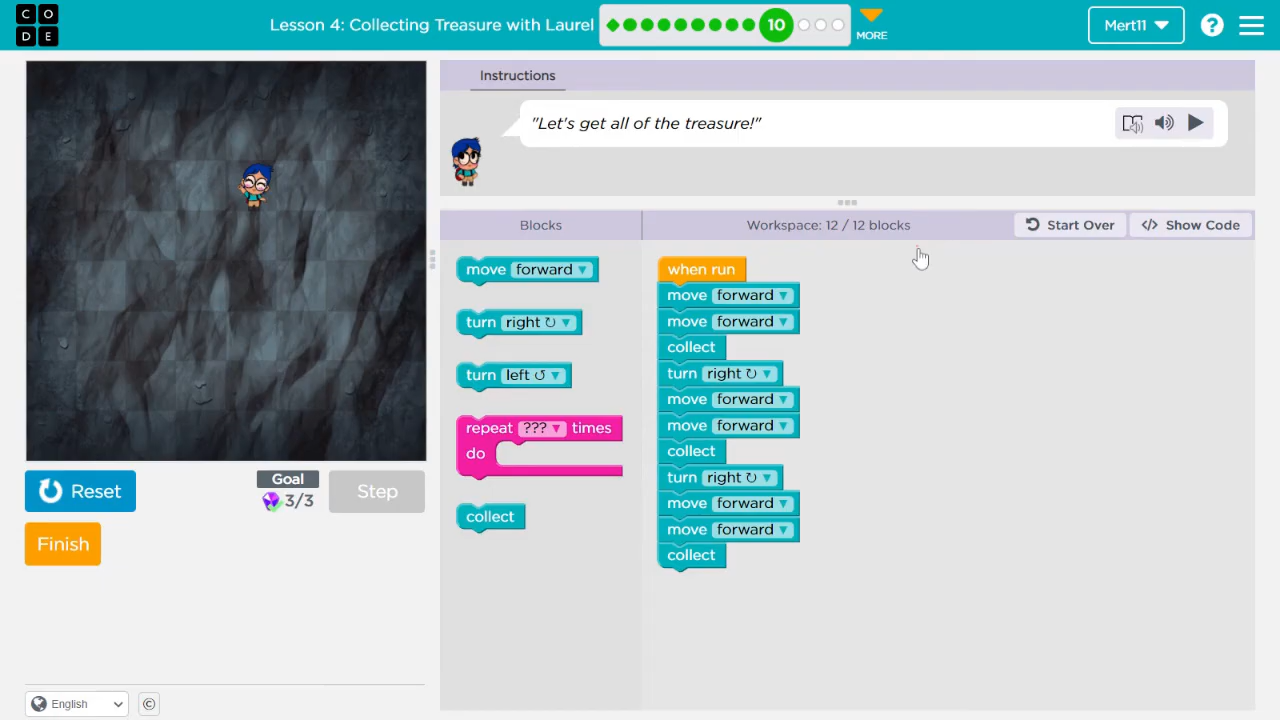 C O
D E
Lesson 4: Collecting Treasure with Laurel
10
MORE
Mert11
?
Instructions
"Let's get all of the treasure!"
Blocks
Workspace: 12 / 12 blocks
Start Over
</> Show Code
move forward
turn right
turn left
repeat ??? times
do
collect
when run
move forward
move forward
collect
turn right
move forward
move forward
collect
turn right
move forward
move forward
collect
Reset
Goal
3/3
Step
Finish
English
©